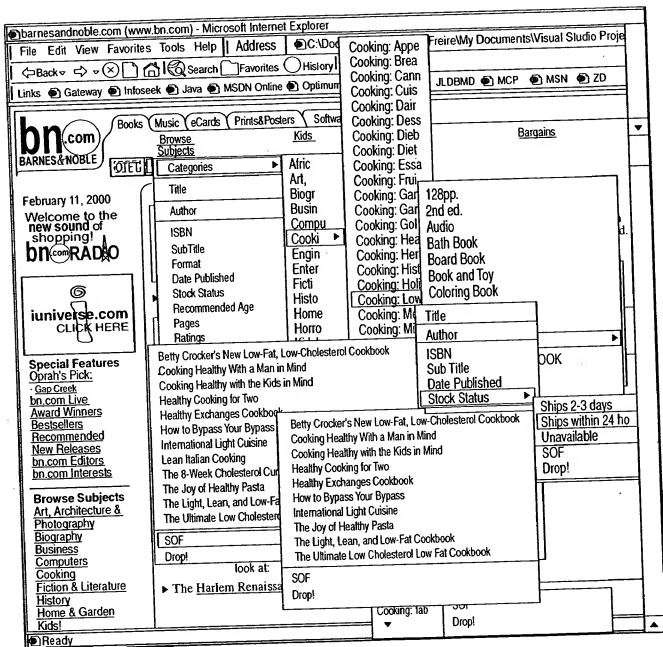 barnesandnoble.com (www.bn.com) - Microsoft Internet Explorer
File Edit View Favorites Tools Help Address C:\Doc Freire\My Documents\Visual Studio Proje
Back Search Favorites History
Links Gateway Infoseek Java MSDN Online Optimum JLBDMD MCP MSN ZD
bn.com
BARNES&NOBLE
Books Music eCards Prints&Posters Softwa
Browse Subjects
Kids
Bargains
February 11, 2000
Welcome to the
new sound of
shopping!
bn.com RADIO
iuniverse.com
CLICK HERE
Special Features
Oprah's Pick:
· Gap Creek
bn.com Live
Award Winners
Bestsellers
Recommended
New Releases
bn.com Editors
bn.com Interests
Browse Subjects
Art, Architecture &
Photography
Biography
Business
Computers
Cooking
Fiction & Literature
History
Home & Garden
Kids!
Categories
Title
Author
ISBN
SubTitle
Format
Date Published
Stock Status
Recommended Age
Pages
Ratings
Afric
Art,
Biogr
Busin
Compu
Cooki
Engin
Enter
Ficti
Histo
Home
Horro
Cooking: Appe
Cooking: Brea
Cooking: Cann
Cooking: Cuis
Cooking: Dair
Cooking: Dess
Cooking: Dieb
Cooking: Diet
Cooking: Essa
Cooking: Frui
Cooking: Gar
Cooking: Gar
Cooking: Gol
Cooking: Hea
Cooking: Her
Cooking: Hist
Cooking: Holi
Cooking: Low
Cooking: Me
Cooking: Mi
128pp.
2nd ed.
Audio
Bath Book
Board Book
Book and Toy
Coloring Book
Title
Author
ISBN
Sub Title
Date Published
Stock Status
OOK
Ships 2-3 days
Ships within 24 ho
Unavailable
SOF
Drop!
Betty Crocker's New Low-Fat, Low-Cholesterol Cookbook
Cooking Healthy With a Man in Mind
Cooking Healthy with the Kids in Mind
Healthy Cooking for Two
Healthy Exchanges Cookbook
How to Bypass Your Bypass
International Light Cuisine
Lean Italian Cooking
The 8-Week Cholesterol Cur
The Joy of Healthy Pasta
The Light, Lean, and Low-Fa
The Ultimate Low Cholestero
SOF
Drop!
look at:
The Harlem Renaissa
Betty Crocker's New Low-Fat, Low-Cholesterol Cookbook
Cooking Healthy With a Man in Mind
Cooking Healthy with the Kids in Mind
Healthy Cooking for Two
Healthy Exchanges Cookbook
How to Bypass Your Bypass
International Light Cuisine
The Joy of Healthy Pasta
The Light, Lean, and Low-Fat Cookbook
The Ultimate Low Cholesterol Low Fat Cookbook
SOF
Drop!
Cooking: fab
SOF
Drop!
Ready